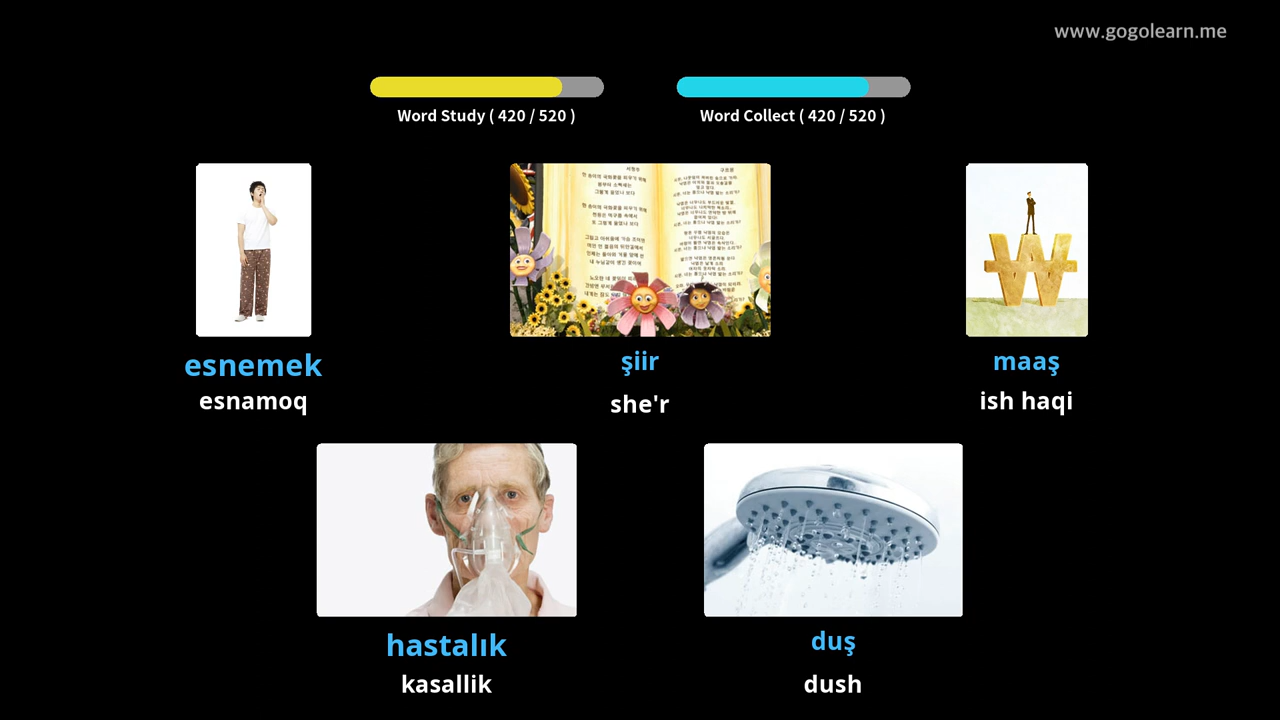 www.gogolearn.me
Word Study ( 420 / 520 )
Word Collect ( 420 / 520 )
esnemek
esnamoq
şiir
she'r
maaş
ish haqi
hastalık
kasallik
duş
dush